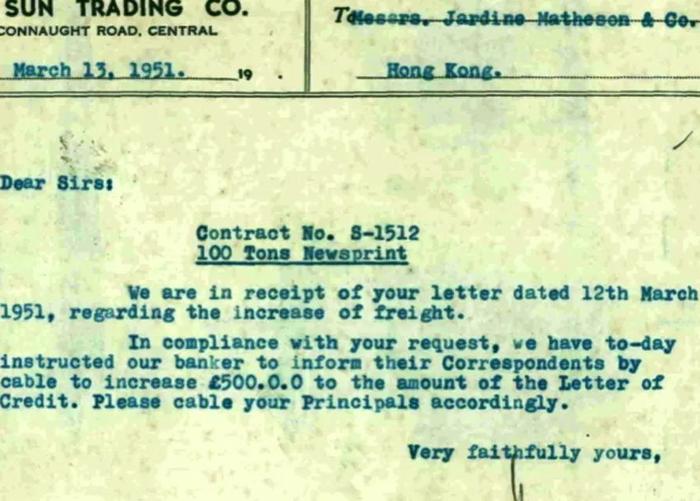 SUN TRADING CO.
CONNAUGHT ROAD, CENTRAL
March 13, 1951. 19 .
To Messrs. Jardine Matheson & Co.
Hong Kong.
Dear Sirs:
Contract No. S-1512
100 Tons Newsprint
We are in receipt of your letter dated 12th March
1951, regarding the increase of freight.
In compliance with your request, we have to-day
instructed our banker to inform their Correspondents by
cable to increase £500.0.0 to the amount of the Letter of
Credit. Please cable your Principals accordingly.
Very faithfully yours,